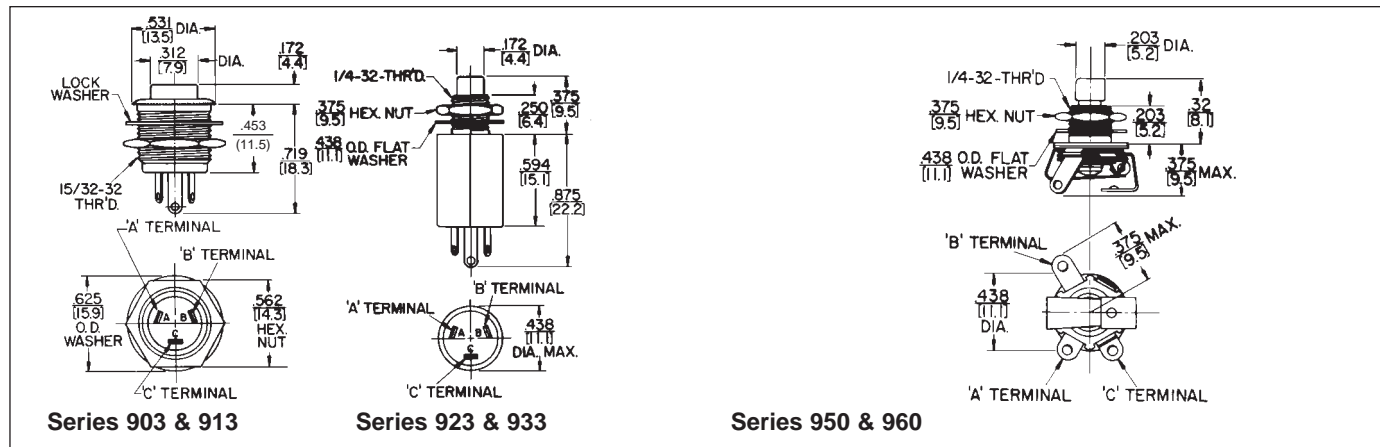 .531
[13.5] DIA.
.312
[7.9] DIA.
.172
[4.4]
LOCK
WASHER
.453
(11.5)
.719
[18.3]
15/32-32
THR'D.
'A' TERMINAL
'B' TERMINAL
.625
[15.9]
O.D.
WASHER
A B
C
.562
[14.3]
HEX.
NUT
'C' TERMINAL
Series 903 & 913
.172
[4.4] DIA.
1/4-32-THR'D.
.375
[9.5] HEX. NUT
.250
[6.4]
.375
[9.5]
.438
[11.1] O.D. FLAT
WASHER
.594
[15.1]
.875
[22.2]
'B' TERMINAL
'A' TERMINAL
A B
C
.438
[11.1]
DIA. MAX.
'C' TERMINAL
Series 923 & 933
.203
[5.2] DIA.
1/4-32-THR'D
.375
[9.5] HEX. NUT
.203
[5.2]
.32
[8.1]
.438
[11.1] O.D. FLAT
WASHER
.375
[9.5] MAX.
'B' TERMINAL
.375
[9.5] MAX.
.438
[11.1]
DIA.
'A' TERMINAL
'C' TERMINAL
Series 950 & 960